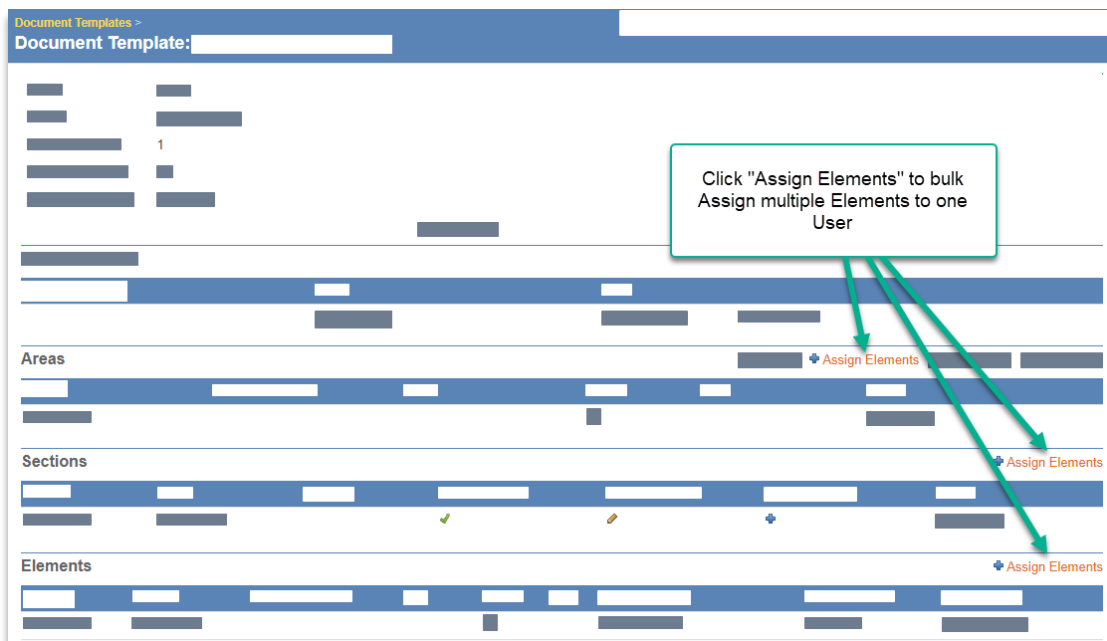 Document Templates >
Document Template:
1
Click "Assign Elements" to bulk
Assign multiple Elements to one
User
Areas
Assign Elements
Sections
Assign Elements
Elements
Assign Elements